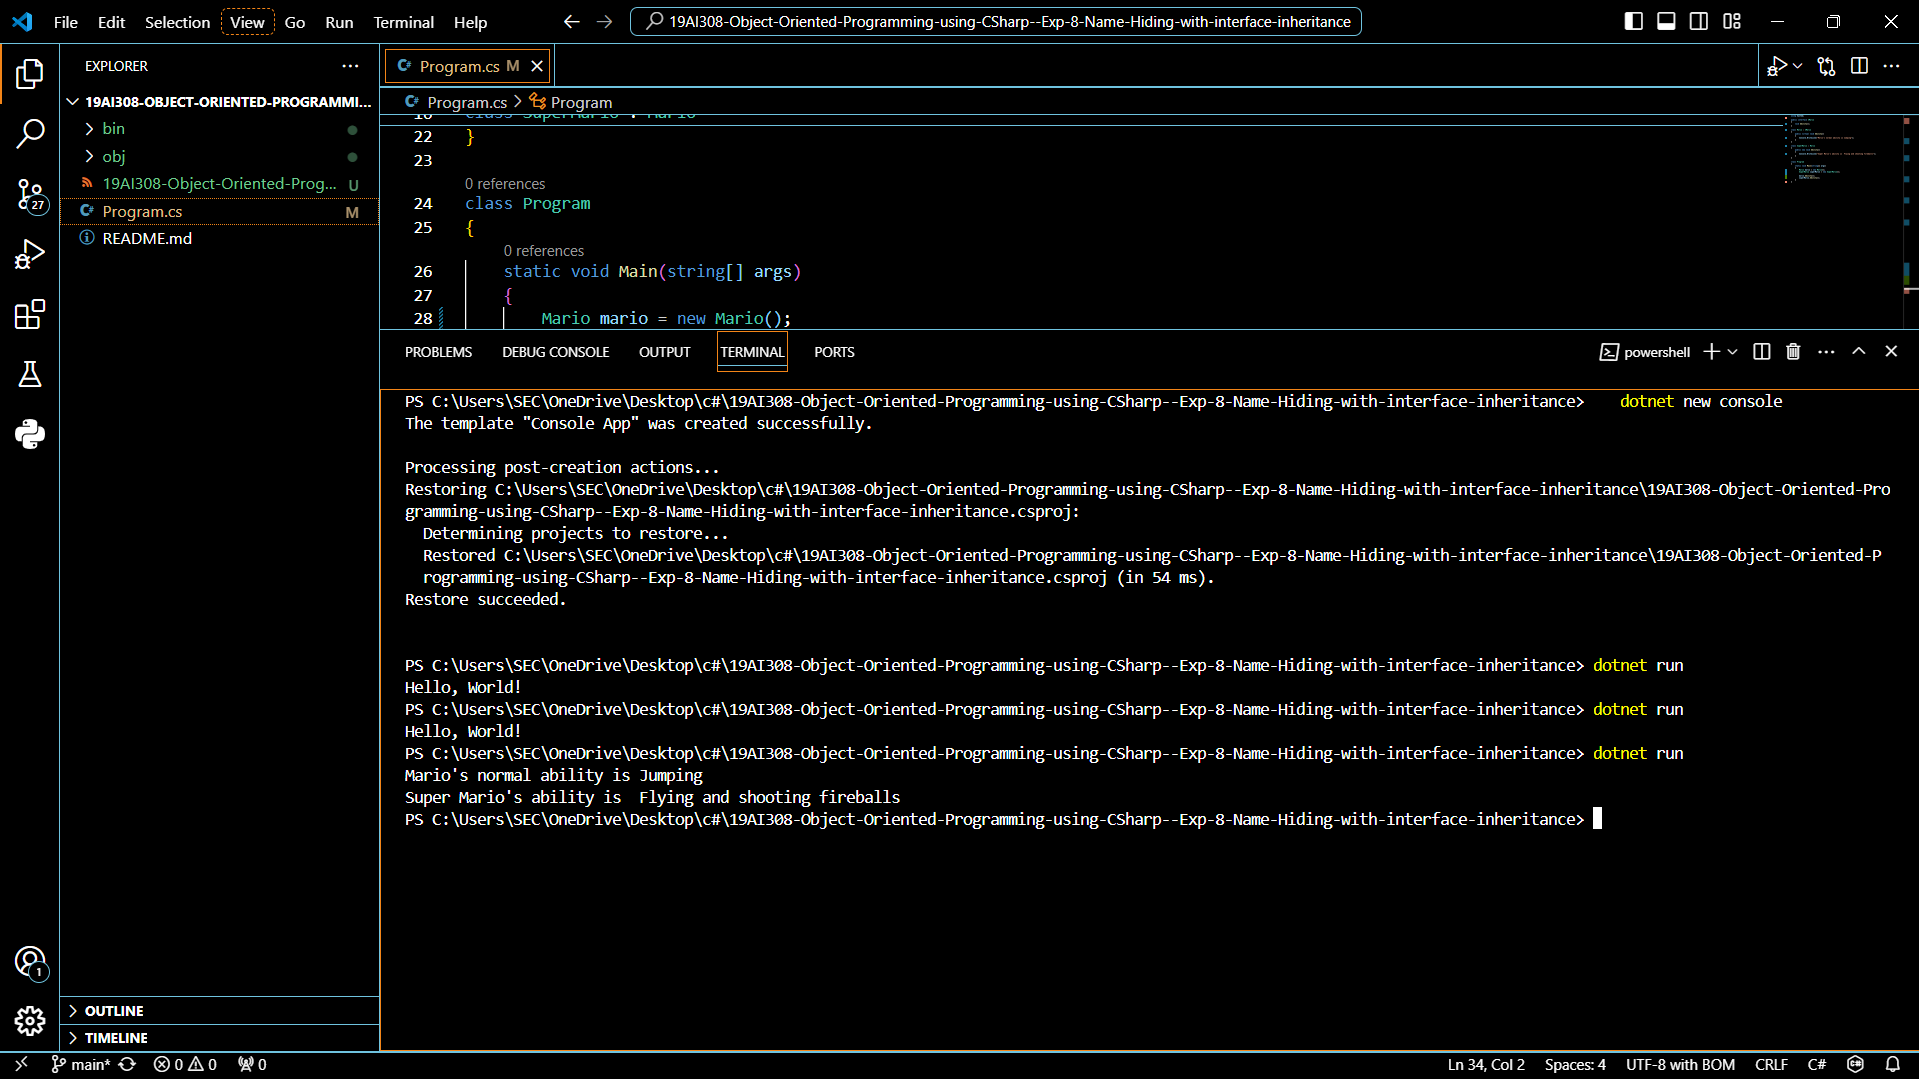 File Edit Selection View Go Run Terminal Help
19AI308-Object-Oriented-Programming-using-CSharp--Exp-8-Name-Hiding-with-interface-inheritance
EXPLORER
19AI308-OBJECT-ORIENTED-PROGRAMMI...
bin
obj
19AI308-Object-Oriented-Prog... U
Program.cs M
README.md
27
1
OUTLINE
TIMELINE
C# Program.cs M
C# Program.cs > Program
22 }
23
0 references
24 class Program
25 {
0 references
26 static void Main(string[] args)
27 {
28 Mario mario = new Mario();
PROBLEMS DEBUG CONSOLE OUTPUT TERMINAL PORTS
powershell
PS C:\Users\SEC\OneDrive\Desktop\c#\19AI308-Object-Oriented-Programming-using-CSharp--Exp-8-Name-Hiding-with-interface-inheritance>    dotnet new console
The template "Console App" was created successfully.
Processing post-creation actions...
Restoring C:\Users\SEC\OneDrive\Desktop\c#\19AI308-Object-Oriented-Programming-using-CSharp--Exp-8-Name-Hiding-with-interface-inheritance\19AI308-Object-Oriented-Pro
gramming-using-CSharp--Exp-8-Name-Hiding-with-interface-inheritance.csproj:
Determining projects to restore...
Restored C:\Users\SEC\OneDrive\Desktop\c#\19AI308-Object-Oriented-Programming-using-CSharp--Exp-8-Name-Hiding-with-interface-inheritance\19AI308-Object-Oriented-P
rogramming-using-CSharp--Exp-8-Name-Hiding-with-interface-inheritance.csproj (in 54 ms).
Restore succeeded.
PS C:\Users\SEC\OneDrive\Desktop\c#\19AI308-Object-Oriented-Programming-using-CSharp--Exp-8-Name-Hiding-with-interface-inheritance> dotnet run
Hello, World!
PS C:\Users\SEC\OneDrive\Desktop\c#\19AI308-Object-Oriented-Programming-using-CSharp--Exp-8-Name-Hiding-with-interface-inheritance> dotnet run
Hello, World!
PS C:\Users\SEC\OneDrive\Desktop\c#\19AI308-Object-Oriented-Programming-using-CSharp--Exp-8-Name-Hiding-with-interface-inheritance> dotnet run
Mario's normal ability is Jumping
Super Mario's ability is  Flying and shooting fireballs
PS C:\Users\SEC\OneDrive\Desktop\c#\19AI308-Object-Oriented-Programming-using-CSharp--Exp-8-Name-Hiding-with-interface-inheritance>
main* 0 0 0 Ln 34, Col 2 Spaces: 4 UTF-8 with BOM CRLF C#